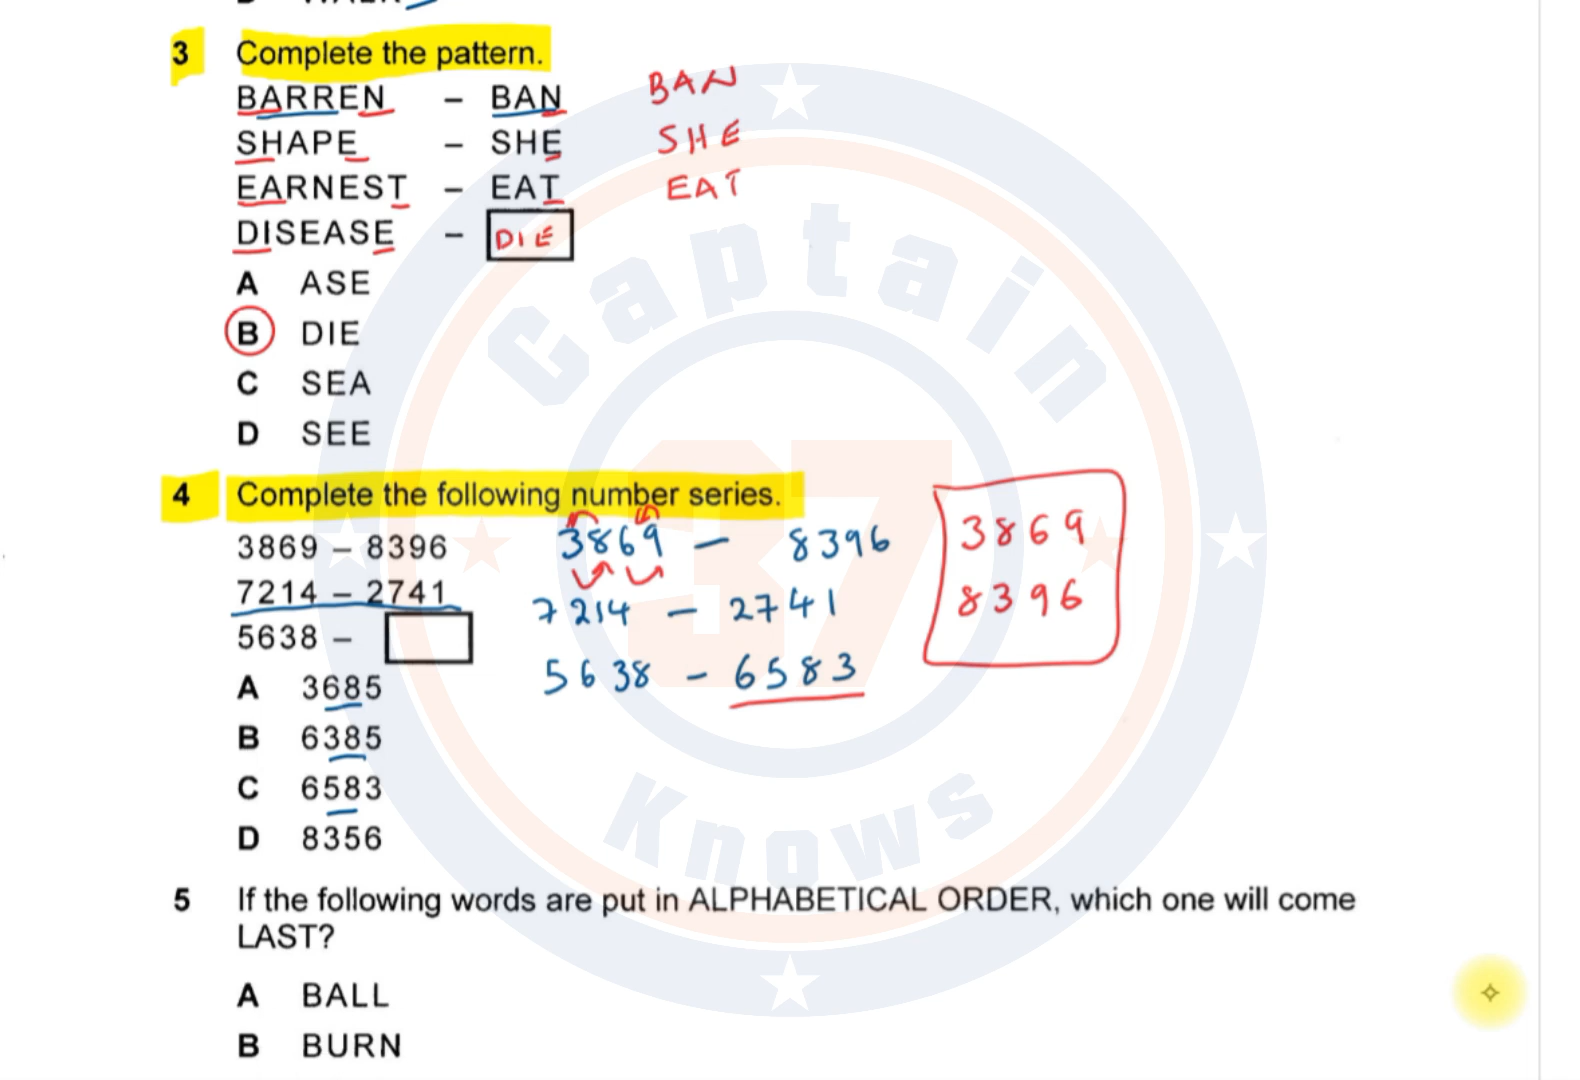 3 Complete the pattern.
BARREN – BAN BAN
SHAPE – SHE SHE
EARNEST – EAT EAT
DISEASE – DIE
A ASE
B DIE
C SEA
D SEE
4 Complete the following number series.
3869 – 8396 3869 – 8396 3869
7214 – 2741 7214 – 2741 8396
5638 – 5638 – 6583
A 3685
B 6385
C 6583
D 8356
5 If the following words are put in ALPHABETICAL ORDER, which one will come
LAST?
A BALL
B BURN
Captain
37
Knows